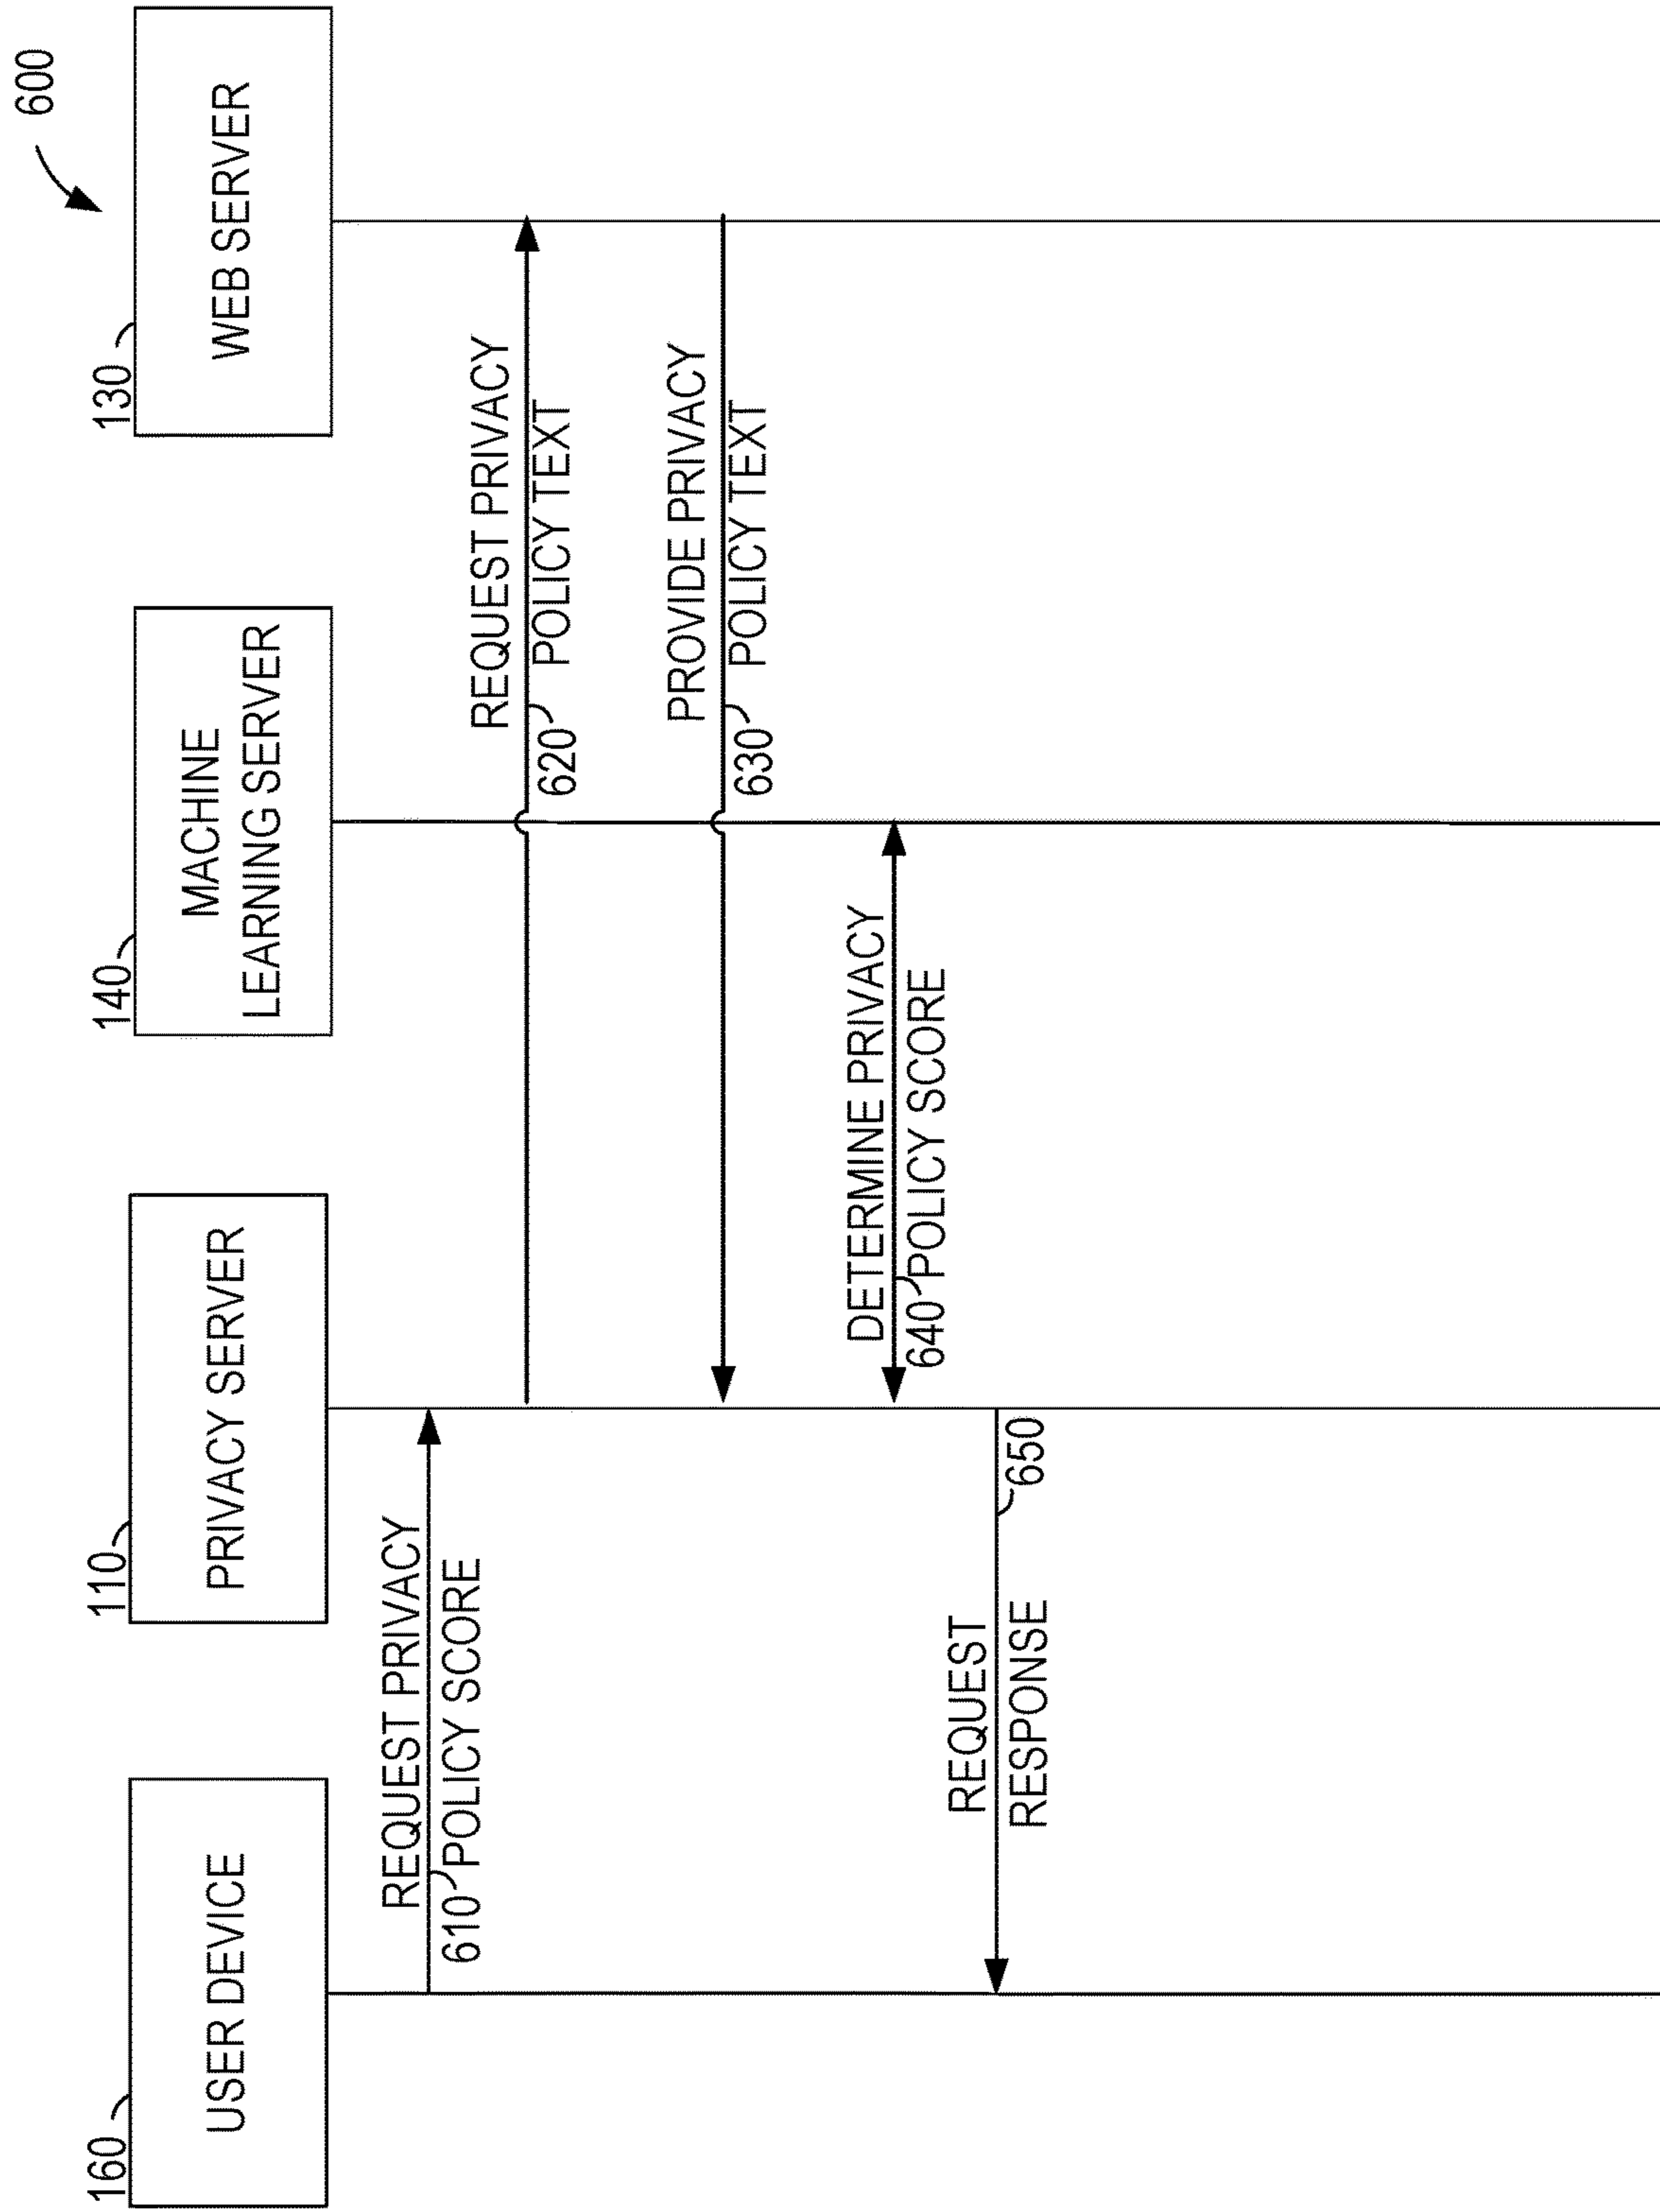 600
160
USER DEVICE
110
PRIVACY SERVER
140
MACHINE
LEARNING SERVER
130
WEB SERVER
REQUEST PRIVACY
610
POLICY SCORE
REQUEST PRIVACY
620
POLICY TEXT
PROVIDE PRIVACY
630
POLICY TEXT
DETERMINE PRIVACY
640
POLICY SCORE
REQUEST
650
RESPONSE